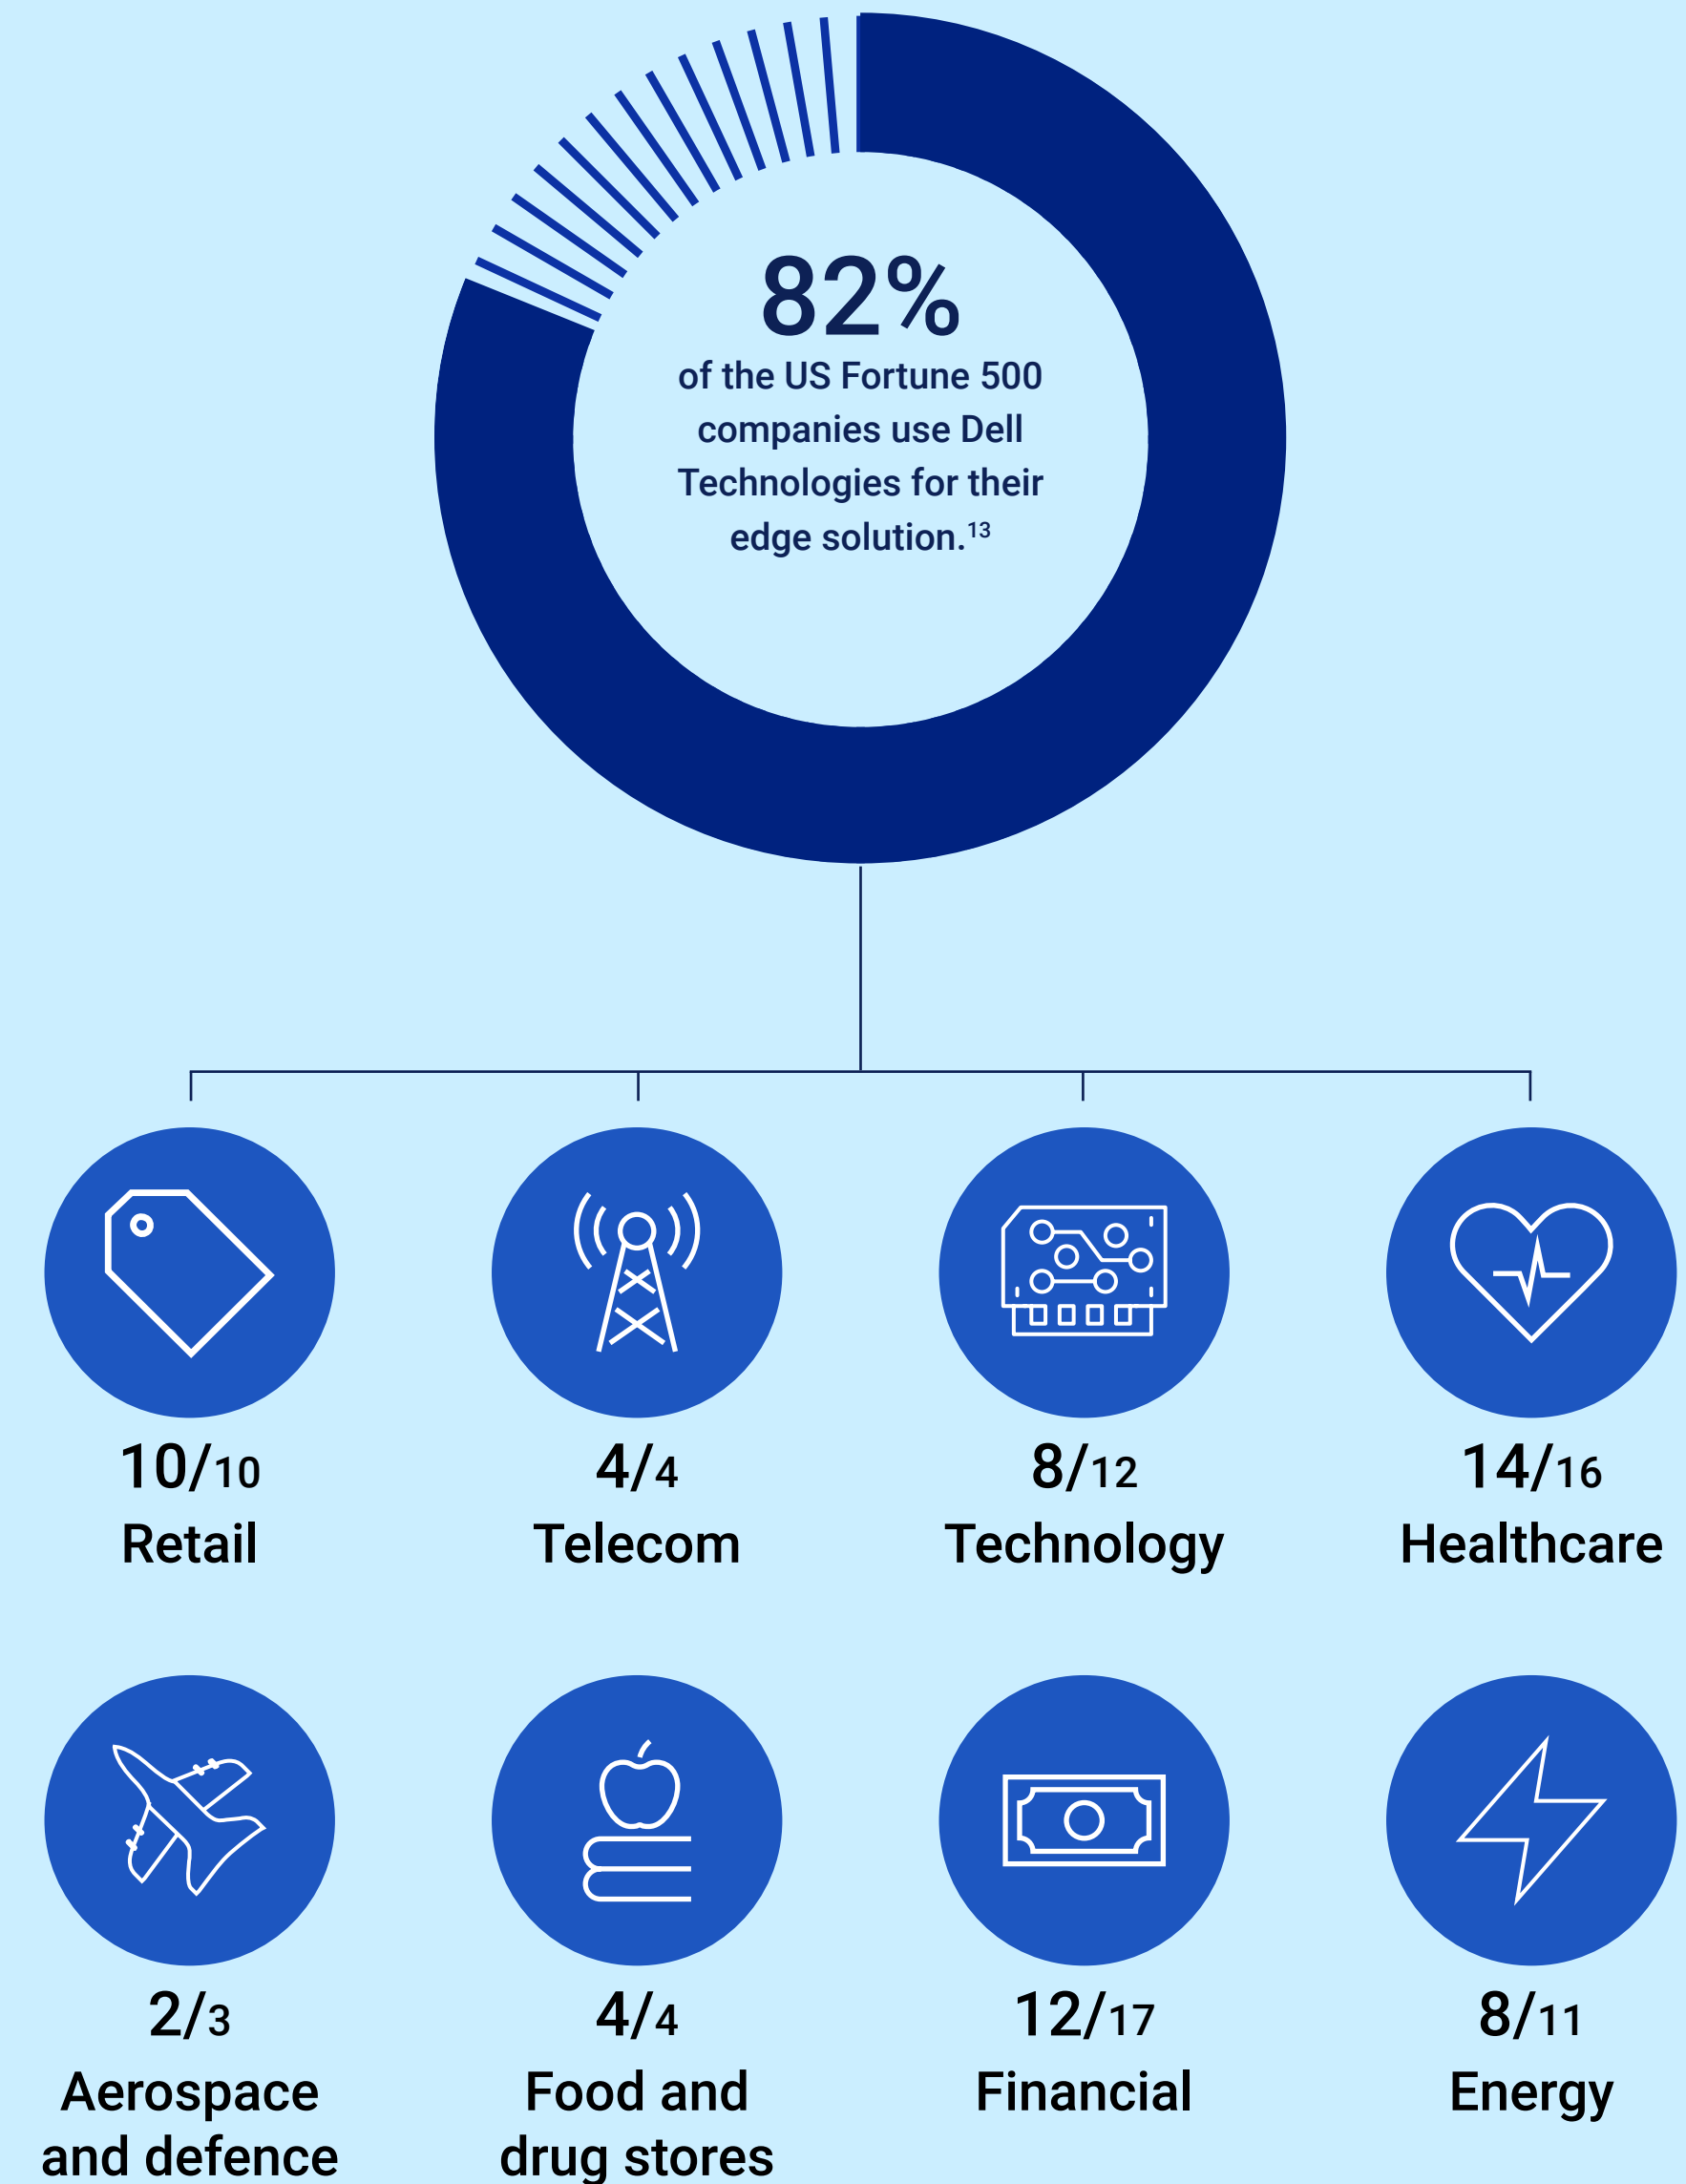 82%
of the US Fortune 500
companies use Dell
Technologies for their
edge solution.¹³
10/10
Retail
4/4
Telecom
8/12
Technology
14/16
Healthcare
2/3
Aerospace
and defence
4/4
Food and
drug stores
12/17
Financial
8/11
Energy